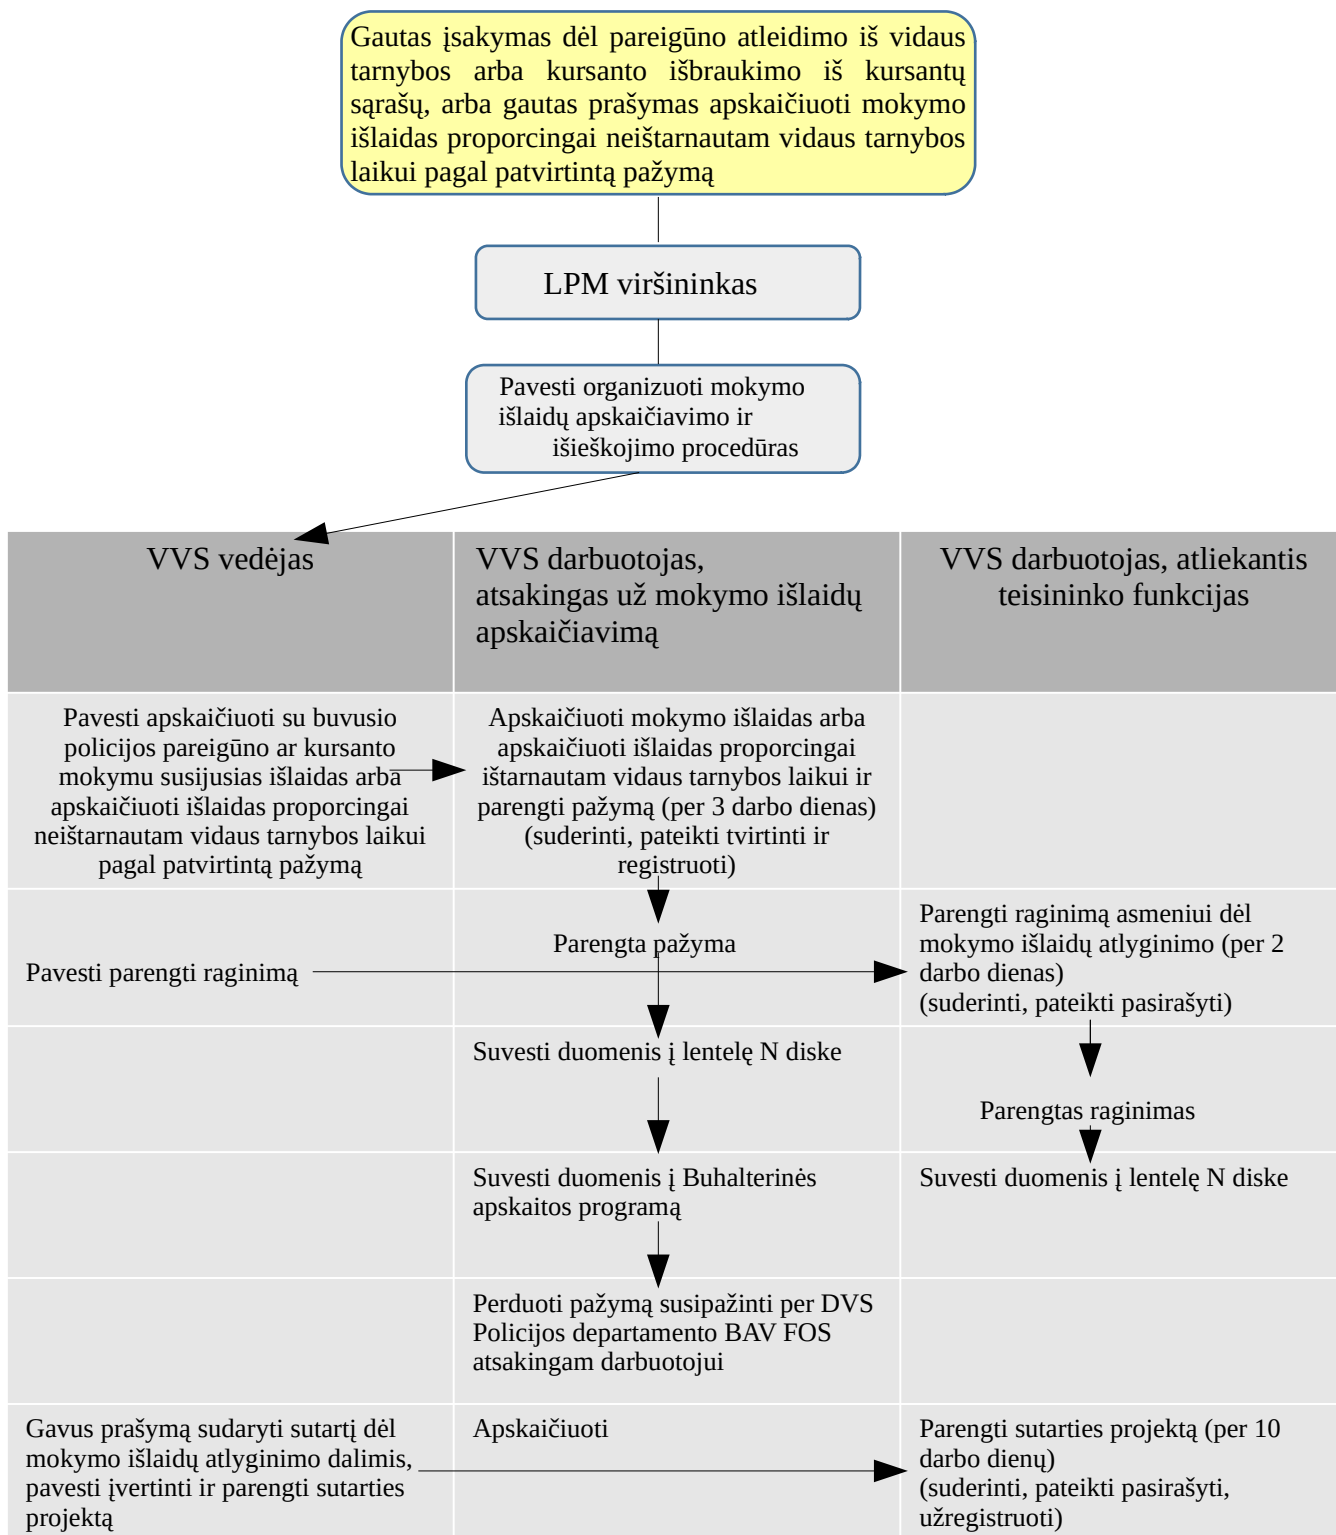 Gautas įsakymas dėl pareigūno atleidimo iš vidaus
tarnybos arba kursanto išbraukimo iš kursantų
sąrašų, arba gautas prašymas apskaičiuoti mokymo
išlaidas proporcingai neištarnautam vidaus tarnybos
laikui pagal patvirtintą pažymą
LPM viršininkas
Pavesti organizuoti mokymo
išlaidų apskaičiavimo ir
išieškojimo procedūras
VVS vedėjas
VVS darbuotojas,
atsakingas už mokymo išlaidų
apskaičiavimą
VVS darbuotojas, atliekantis
teisininko funkcijas
Pavesti apskaičiuoti su buvusio
policijos pareigūno ar kursanto
mokymu susijusias išlaidas arba
apskaičiuoti išlaidas proporcingai
neištarnautam vidaus tarnybos laikui
pagal patvirtintą pažymą
Apskaičiuoti mokymo išlaidas arba
apskaičiuoti išlaidas proporcingai
ištarnautam vidaus tarnybos laikui ir
parengti pažymą (per 3 darbo dienas)
(suderinti, pateikti tvirtinti ir
registruoti)
Pavesti parengti raginimą
Parengta pažyma
Parengti raginimą asmeniui dėl
mokymo išlaidų atlyginimo (per 2
darbo dienas)
(suderinti, pateikti pasirašyti)
Suvesti duomenis į lentelę N diske
Parengtas raginimas
Suvesti duomenis į Buhalterinės
apskaitos programą
Suvesti duomenis į lentelę N diske
Perduoti pažymą susipažinti per DVS
Policijos departamento BAV FOS
atsakingam darbuotojui
Gavus prašymą sudaryti sutartį dėl
mokymo išlaidų atlyginimo dalimis,
pavesti įvertinti ir parengti sutarties
projektą
Apskaičiuoti
Parengti sutarties projektą (per 10
darbo dienų)
(suderinti, pateikti pasirašyti,
užregistruoti)